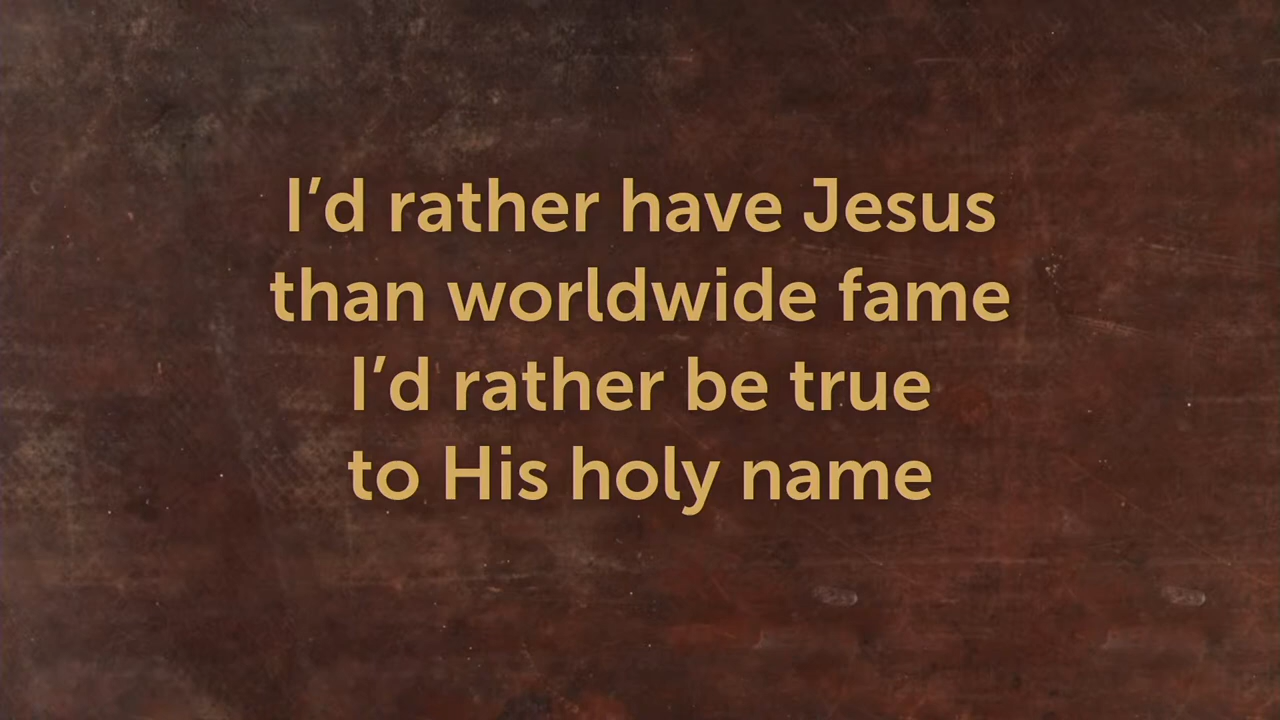 I’d rather have Jesus
than worldwide fame
I’d rather be true
to His holy name